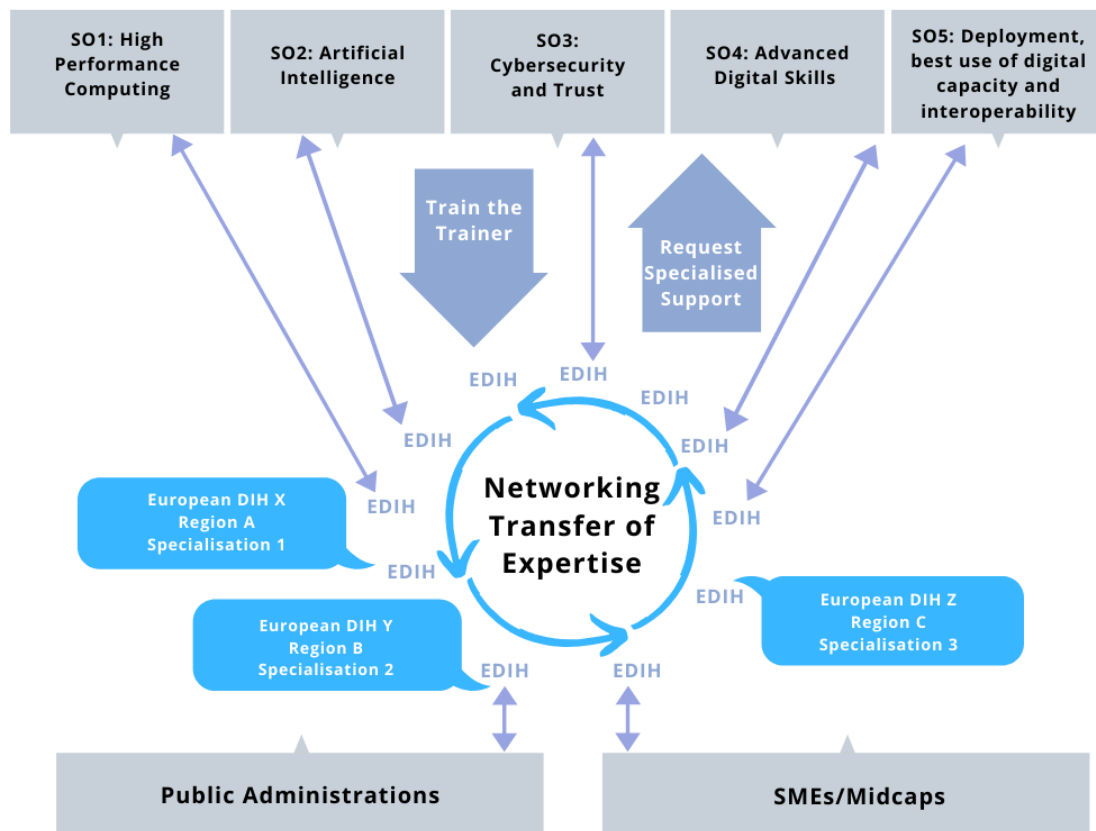 SO1: High
Performance
Computing
SO2: Artificial
Intelligence
SO3:
Cybersecurity
and Trust
SO4: Advanced
Digital Skills
SO5: Deployment,
best use of digital
capacity and
interoperability
Train the
Trainer
Request
Specialised
Support
EDIH
EDIH
EDIH
EDIH
EDIH
EDIH
EDIH
EDIH
EDIH
EDIH
EDIH
Networking
Transfer of
Expertise
European DIH X
Region A
Specialisation 1
European DIH Y
Region B
Specialisation 2
European DIH Z
Region C
Specialisation 3
Public Administrations
SMEs/Midcaps